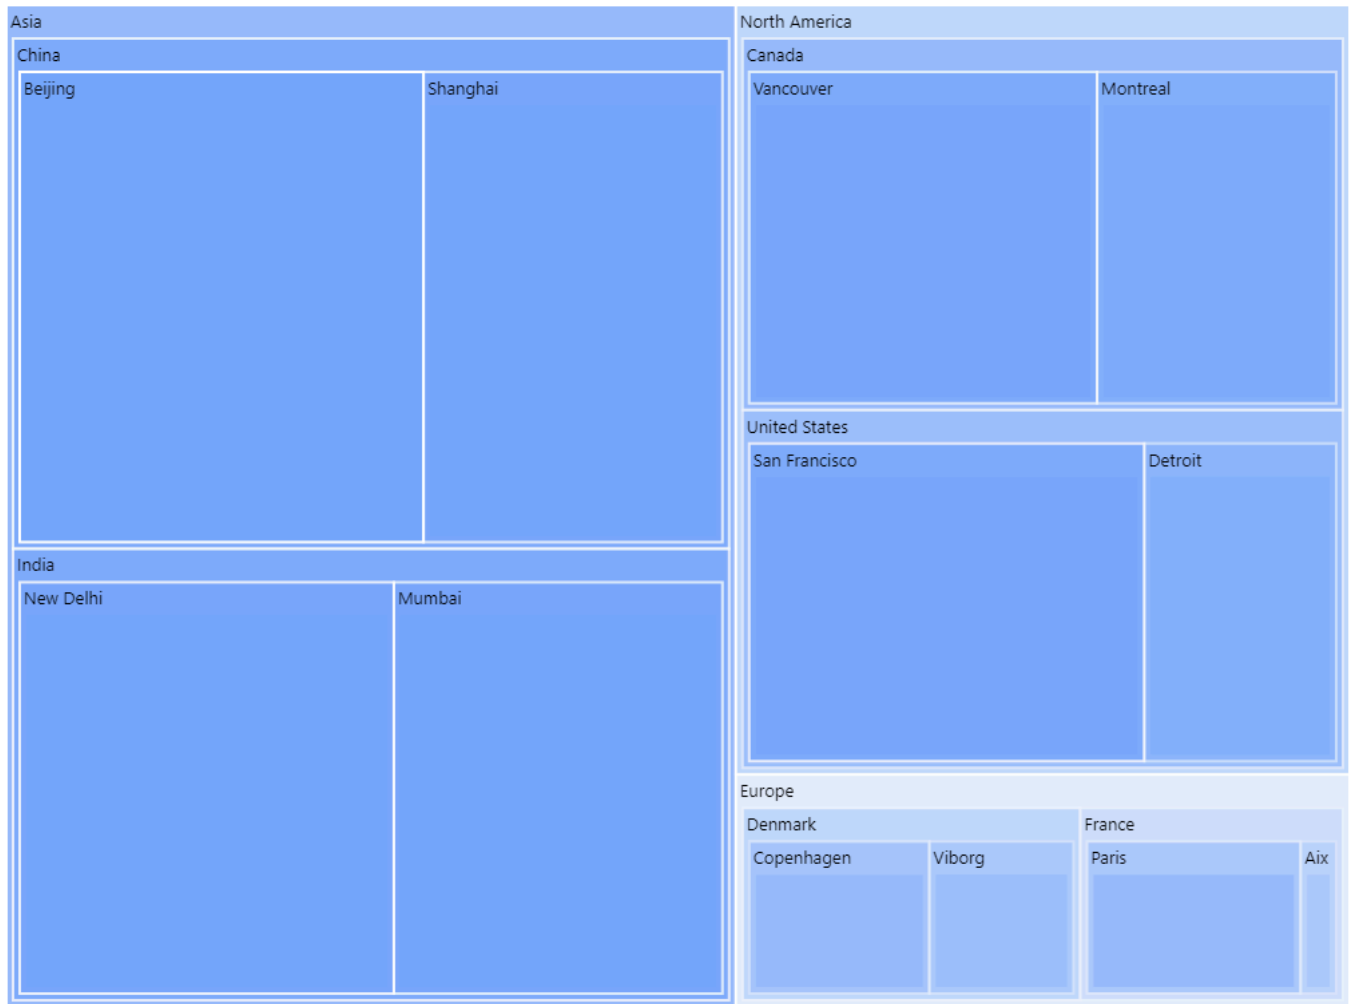 Asia
China
Beijing
Shanghai
India
New Delhi
Mumbai
North America
Canada
Vancouver
Montreal
United States
San Francisco
Detroit
Europe
Denmark
Copenhagen
Viborg
France
Paris
Aix